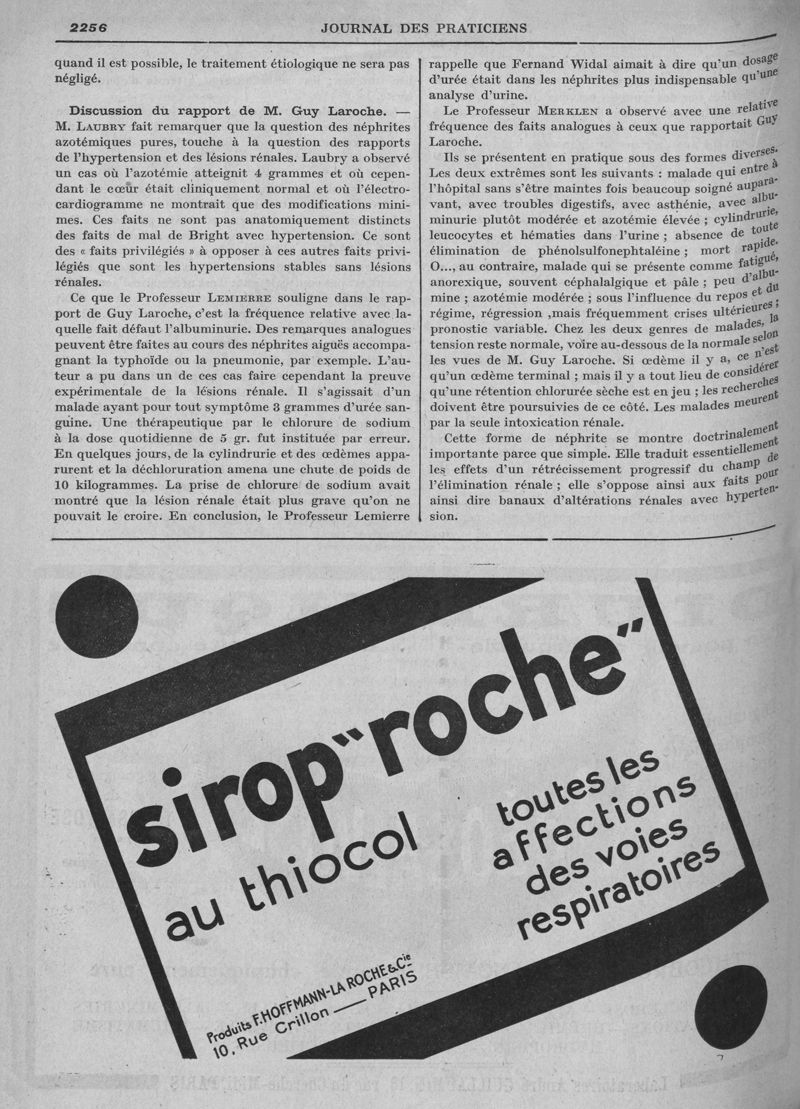 2256
JOURNAL DES PRATICIENS
quand il est possible, le traitement étiologique ne sera pas
négligé.
Discussion du rapport de M. Guy Laroche. —
M. LAUBRY fait remarquer que la question des néphrites
azotémiques pures, touche à la question des rapports
de l'hypertension et des lésions rénales. Laubry a observé
un cas où l'azotémie atteignit 4 grammes et où cepen-
dant le cœur était cliniquement normal et où l'électro-
cardiogramme ne montrait que des modifications mini-
mes. Ces faits ne sont pas anatomiquement distincts
des faits de mal de Bright avec hypertension. Ce sont
des « faits privilégiés » à opposer à ces autres faits privi-
légiés que sont les hypertensions stables sans lésions
rénales.
Ce que le Professeur LEMIERRE souligne dans le rap-
port de Guy Laroche, c'est la fréquence relative avec la-
quelle fait défaut l'albuminurie. Des remarques analogues
peuvent être faites au cours des néphrites aiguës accompa-
gnant la typhoïde ou la pneumonie, par exemple. L'au-
teur a pu dans un de ces cas faire cependant la preuve
expérimentale de la lésions rénale. Il s'agissait d'un
malade ayant pour tout symptôme 3 grammes d'urée san-
guine. Une thérapeutique par le chlorure de sodium
à la dose quotidienne de 5 gr. fut instituée par erreur.
En quelques jours, de la cylindrurie et des œdèmes appa-
rurent et la déchloruration amena une chute de poids de
10 kilogrammes. La prise de chlorure de sodium avait
montré que la lésion rénale était plus grave qu'on ne
pouvait le croire. En conclusion, le Professeur Lemierre
rappelle que Fernand Widal aimait à dire qu'un dosage
d'urée était dans les néphrites plus indispensable qu'une
analyse d'urine.
Le Professeur MERKLEN a observé avec une relative
fréquence des faits analogues à ceux que rapportait Guy
Laroche.
Ils se présentent en pratique sous des formes diverses.
Les deux extrêmes sont les suivants : malade qui entre à
l'hôpital sans s'être maintes fois beaucoup soigné aupara-
vant, avec troubles digestifs, avec asthénie, avec albu-
minurie plutôt modérée et azotémie élevée ; cylindrurie,
leucocytes et hématies dans l'urine ; absence de toute
élimination de phénolsulfonephtaléine ; mort rapide.
O..., au contraire, malade qui se présente comme fatigué,
anorexique, souvent céphalalgique et pâle ; peu d'albu-
mine ; azotémie modérée ; sous l'influence du repos et du
régime, régression ,mais fréquemment crises ultérieures ;
pronostic variable. Chez les deux genres de malades, la
tension reste normale, voire au-dessous de la normale selon
les vues de M. Guy Laroche. Si œdème il y a, ce n'est
qu'un œdème terminal ; mais il y a tout lieu de considérer
qu'une rétention chlorurée sèche est en jeu ; les recherches
doivent être poursuivies de ce côté. Les malades meurent
par la seule intoxication rénale.
Cette forme de néphrite se montre doctrinalement
importante parce que simple. Elle traduit essentiellement
les effets d'un rétrécissement progressif du champ de
l'élimination rénale ; elle s'oppose ainsi aux faits pour
ainsi dire banaux d'altérations rénales avec hyperten-
sion.
sirop "roche"
au thiocol
toutes les
affections
des voies
respiratoires
Produits F. HOFFMANN-LA ROCHE & Cie
10, Rue Crillon — PARIS